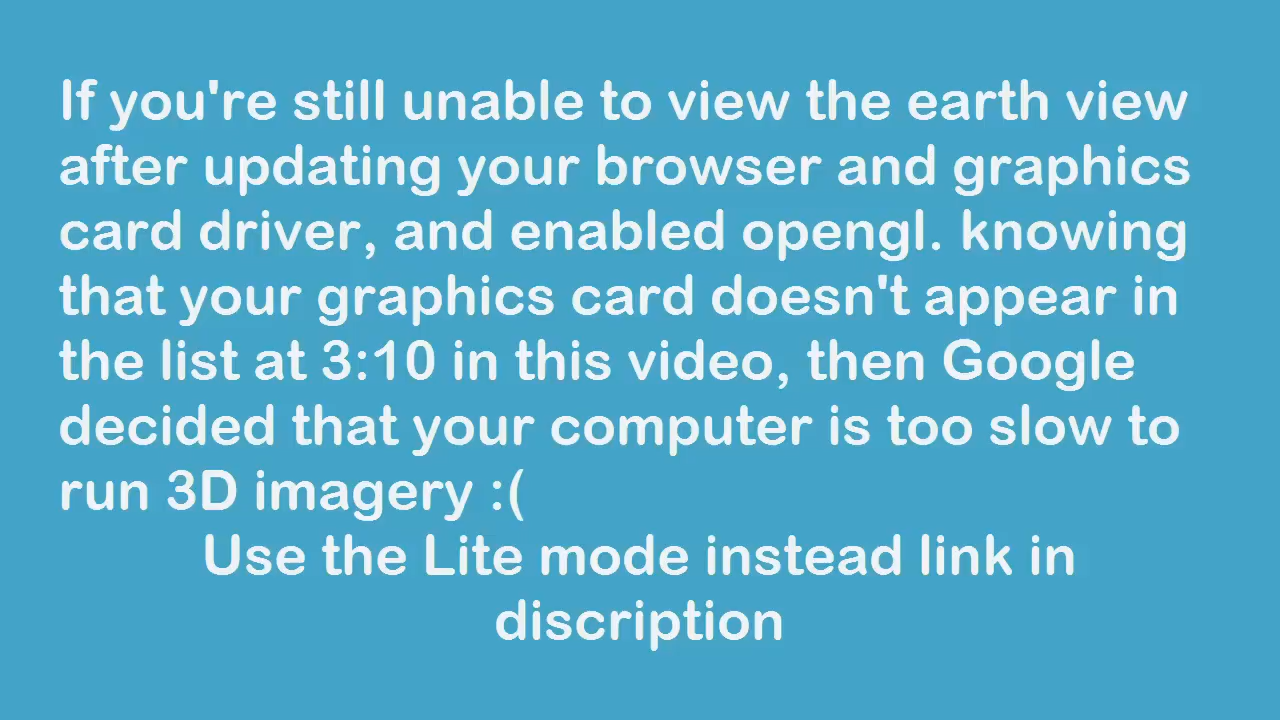 If you're still unable to view the earth view
after updating your browser and graphics
card driver, and enabled opengl. knowing
that your graphics card doesn't appear in
the list at 3:10 in this video, then Google
decided that your computer is too slow to
run 3D imagery :(
Use the Lite mode instead link in
discription